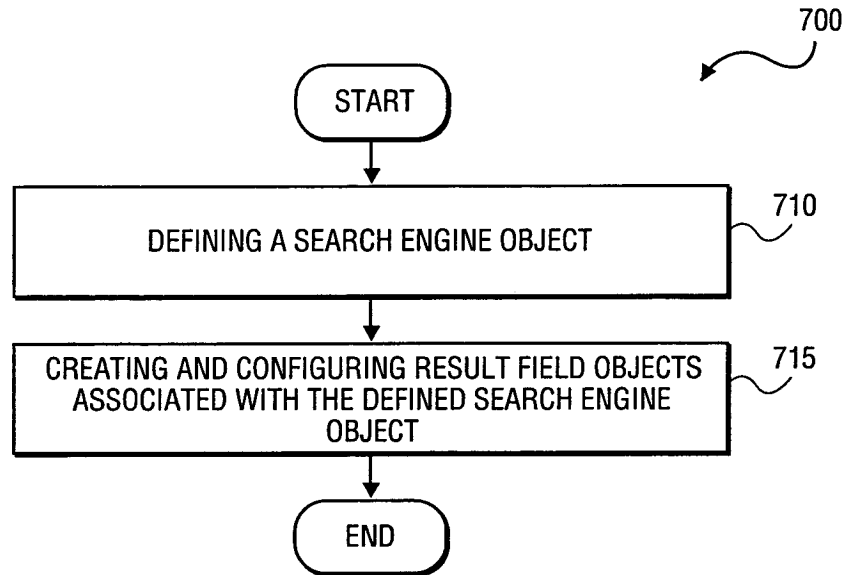 700
START
DEFINING A SEARCH ENGINE OBJECT
710
CREATING AND CONFIGURING RESULT FIELD OBJECTS
ASSOCIATED WITH THE DEFINED SEARCH ENGINE
OBJECT
715
END